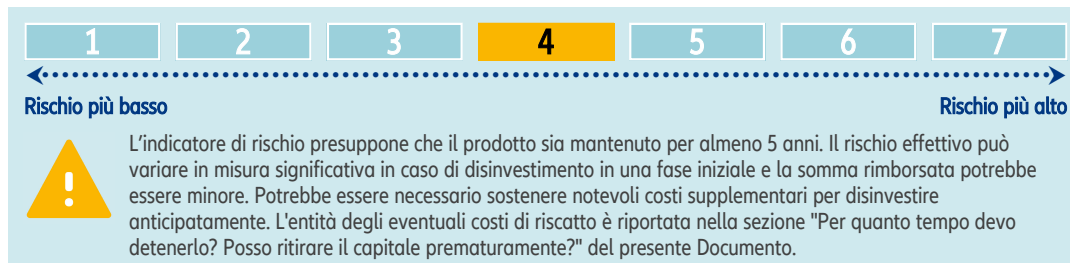 1 2 3 4 5 6 7
Rischio più basso Rischio più alto
L'indicatore di rischio presuppone che il prodotto sia mantenuto per almeno 5 anni. Il rischio effettivo può
variare in misura significativa in caso di disinvestimento in una fase iniziale e la somma rimborsata potrebbe
essere minore. Potrebbe essere necessario sostenere notevoli costi supplementari per disinvestire
anticipatamente. L'entità degli eventuali costi di riscatto è riportata nella sezione "Per quanto tempo devo
detenerlo? Posso ritirare il capitale prematuramente?" del presente Documento.